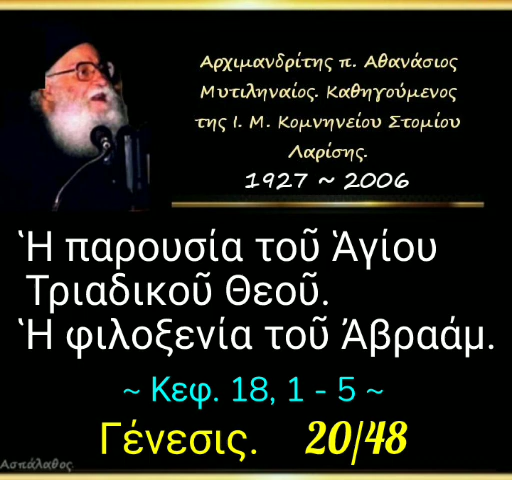 Αρχιμανδρίτης π. Αθανάσιος
Μυτιληναίος. Καθηγούμενος
της Ι. Μ. Κομνηνείου Στομίου
Λαρίσης.
1927 ~ 2006
Ἡ παρουσία τοῦ Ἁγίου
Τριαδικοῦ Θεοῦ.
Ἡ φιλοξενία τοῦ Ἀβραάμ.
~ Κεφ. 18, 1 - 5 ~
Γένεσις. 20/48
Ασπάλαθος.